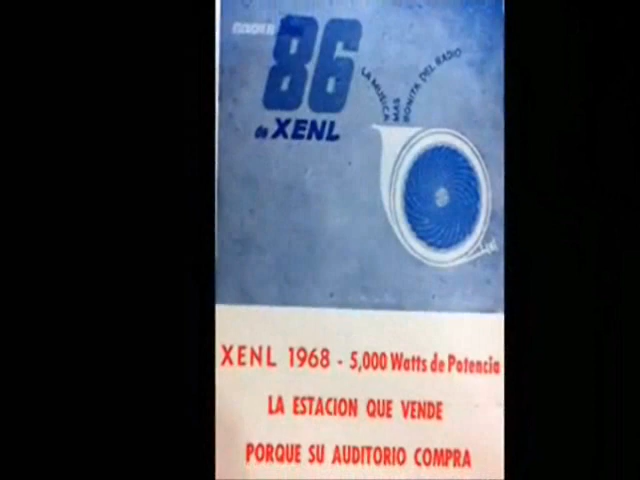 86
de XENL
LA MUSICA
MAS
BONITA DEL RADIO
XENL 1968 - 5,000 Watts de Potencia
LA ESTACION QUE VENDE
PORQUE SU AUDITORIO COMPRA